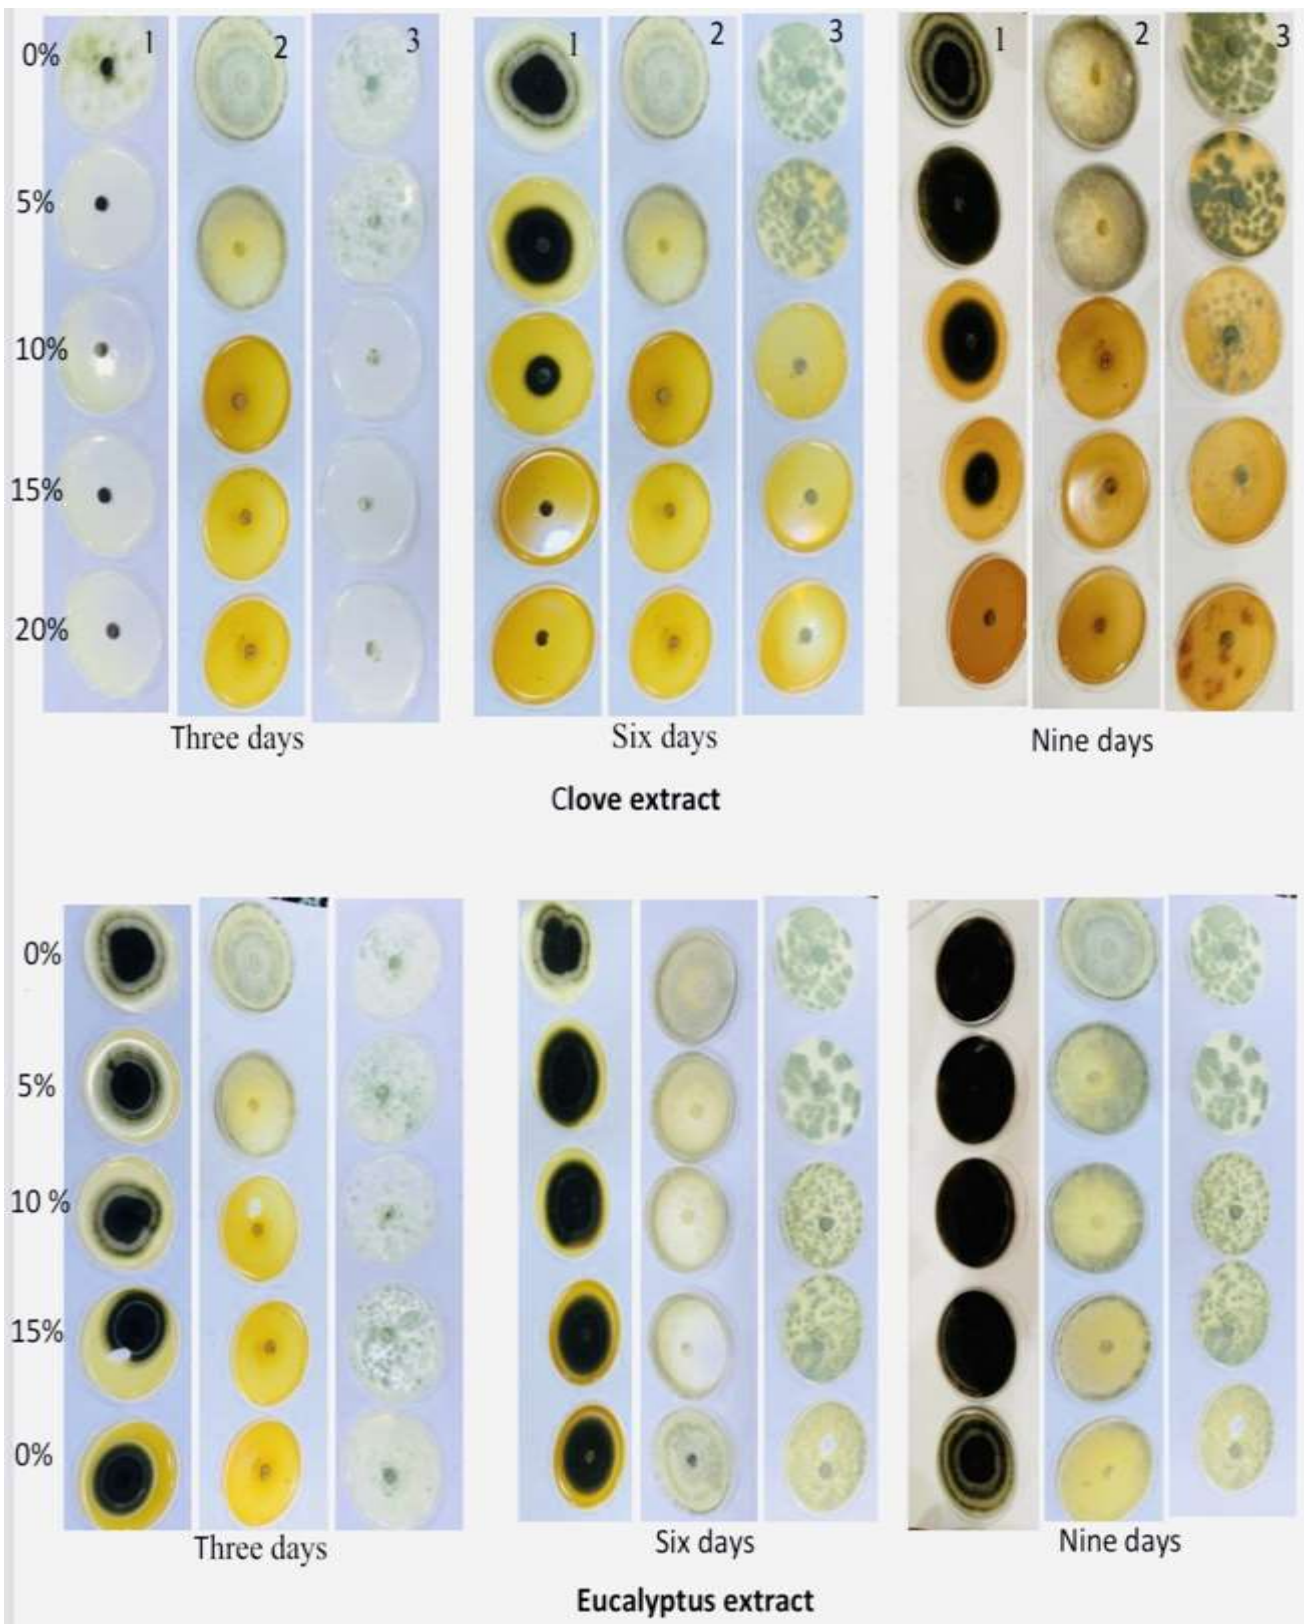 0% 1 2 3 1 2 3 1 2 3
5%
10%
15%
20%
Three days Six days Nine days
Clove extract
0%
5%
10 %
15%
0%
Three days Six days Nine days
Eucalyptus extract